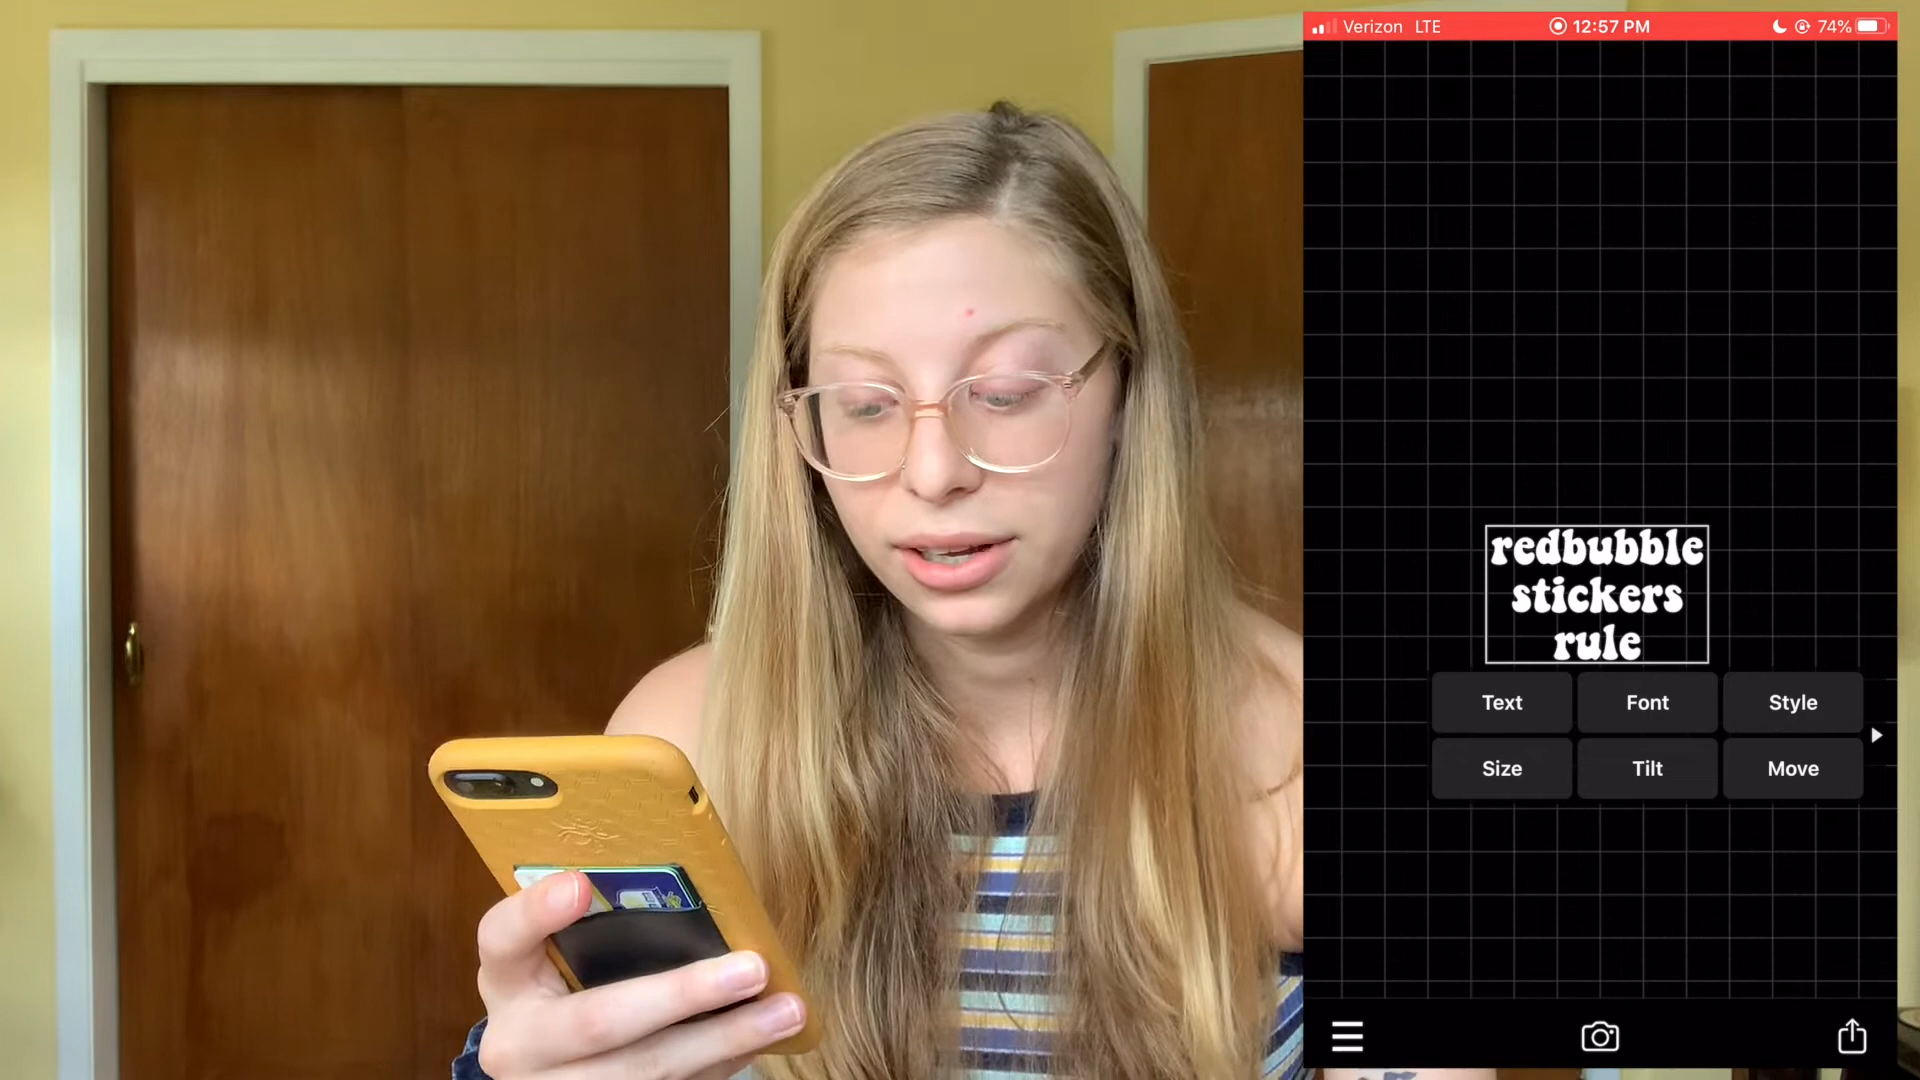 Verizon LTE 12:57 PM 74%
redbubble
stickers
rule
Text Font Style
Size Tilt Move